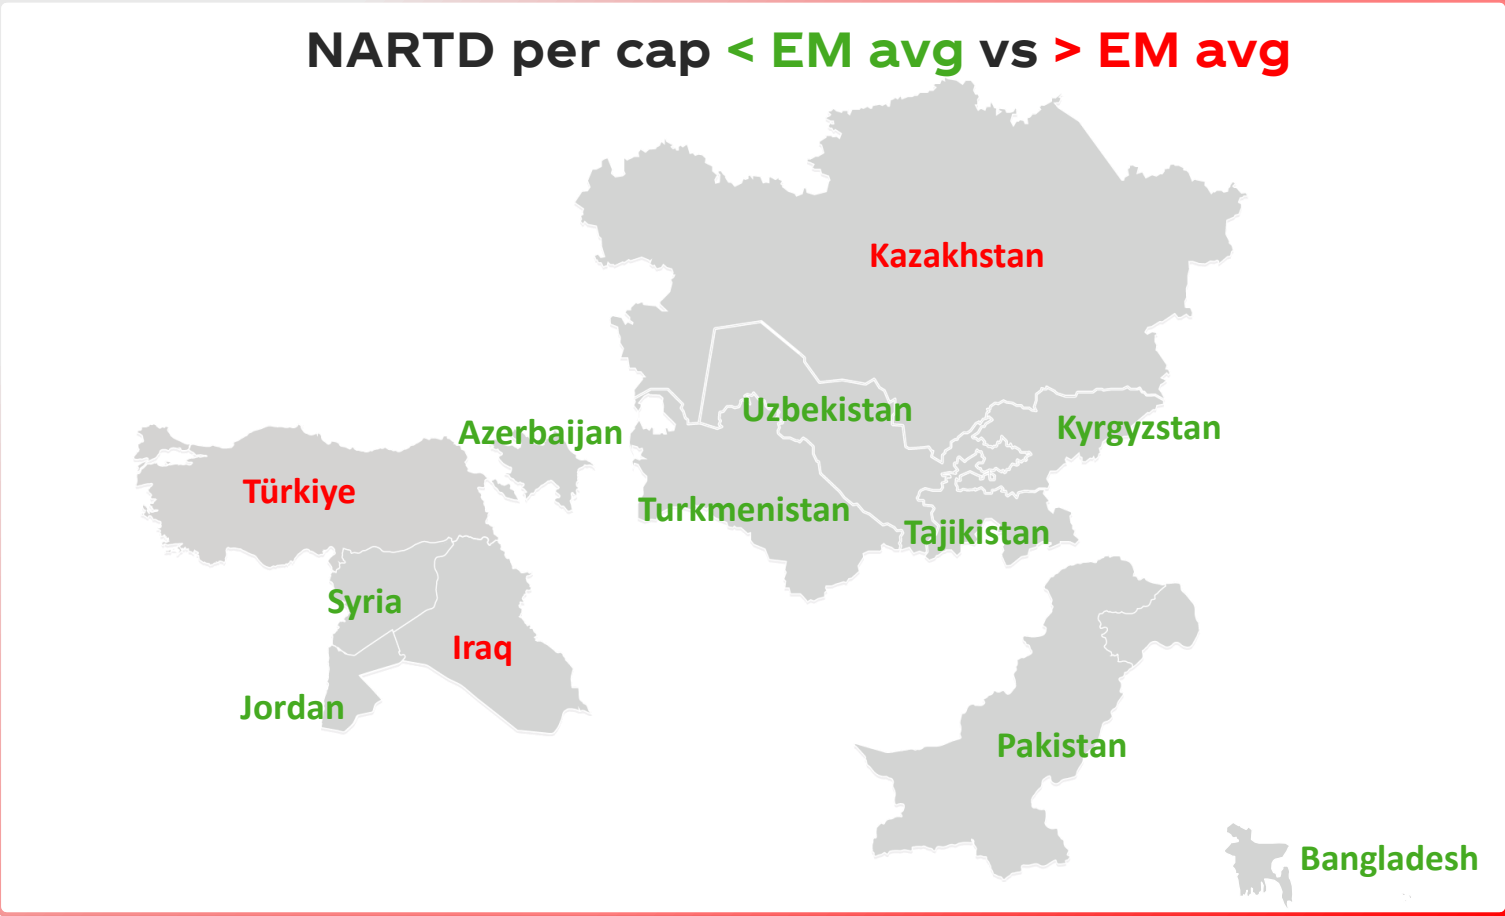 NARTD per cap < EM avg vs > EM avg
Kazakhstan
Uzbekistan
Kyrgyzstan
Azerbaijan
Türkiye
Turkmenistan
Tajikistan
Syria
Iraq
Jordan
Pakistan
Bangladesh